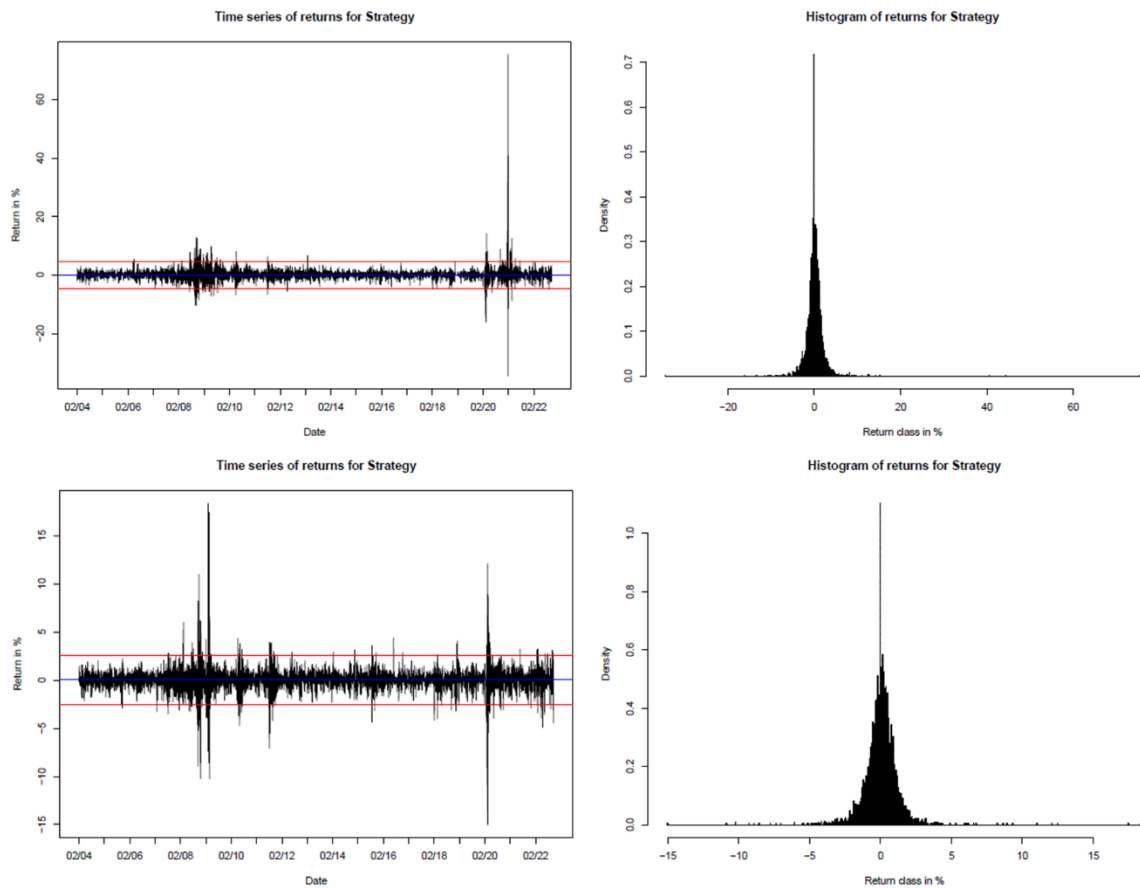 Time series of returns for Strategy
Return in %
60
40
20
0
−20
02/04 02/06 02/08 02/10 02/12 02/14 02/16 02/18 02/20 02/22
Date
Histogram of returns for Strategy
Density
0.7
0.6
0.5
0.4
0.3
0.2
0.1
0.0
−20 0 20 40 60
Return class in %
Time series of returns for Strategy
Return in %
15
10
5
0
−5
−10
−15
02/04 02/06 02/08 02/10 02/12 02/14 02/16 02/18 02/20 02/22
Date
Histogram of returns for Strategy
Density
1.0
0.8
0.6
0.4
0.2
0.0
−15 −10 −5 0 5 10 15
Return class in %